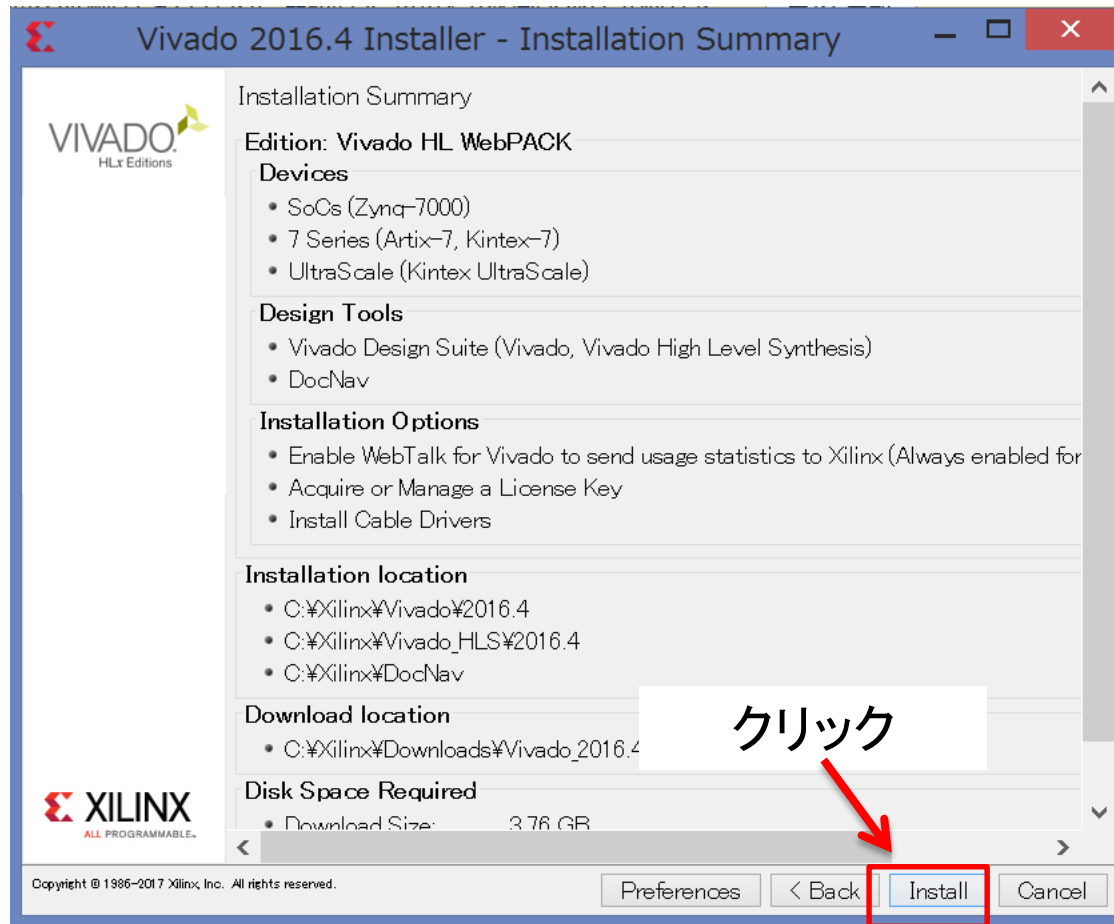 Vivado 2016.4 Installer - Installation Summary
VIVADO.
HLx Editions
Installation Summary
Edition: Vivado HL WebPACK
Devices
• SoCs (Zynq-7000)
• 7 Series (Artix-7, Kintex-7)
• UltraScale (Kintex UltraScale)
Design Tools
• Vivado Design Suite (Vivado, Vivado High Level Synthesis)
• DocNav
Installation Options
• Enable WebTalk for Vivado to send usage statistics to Xilinx (Always enabled for
• Acquire or Manage a License Key
• Install Cable Drivers
Installation location
• C:¥Xilinx¥Vivado¥2016.4
• C:¥Xilinx¥Vivado_HLS¥2016.4
• C:¥Xilinx¥DocNav
Download location
• C:¥Xilinx¥Downloads¥Vivado_2016.4
クリック
Disk Space Required
• Download Size: 3.76 GB
XILINX
ALL PROGRAMMABLE.
Copyright © 1986-2017 Xilinx, Inc. All rights reserved.
Preferences < Back Install Cancel